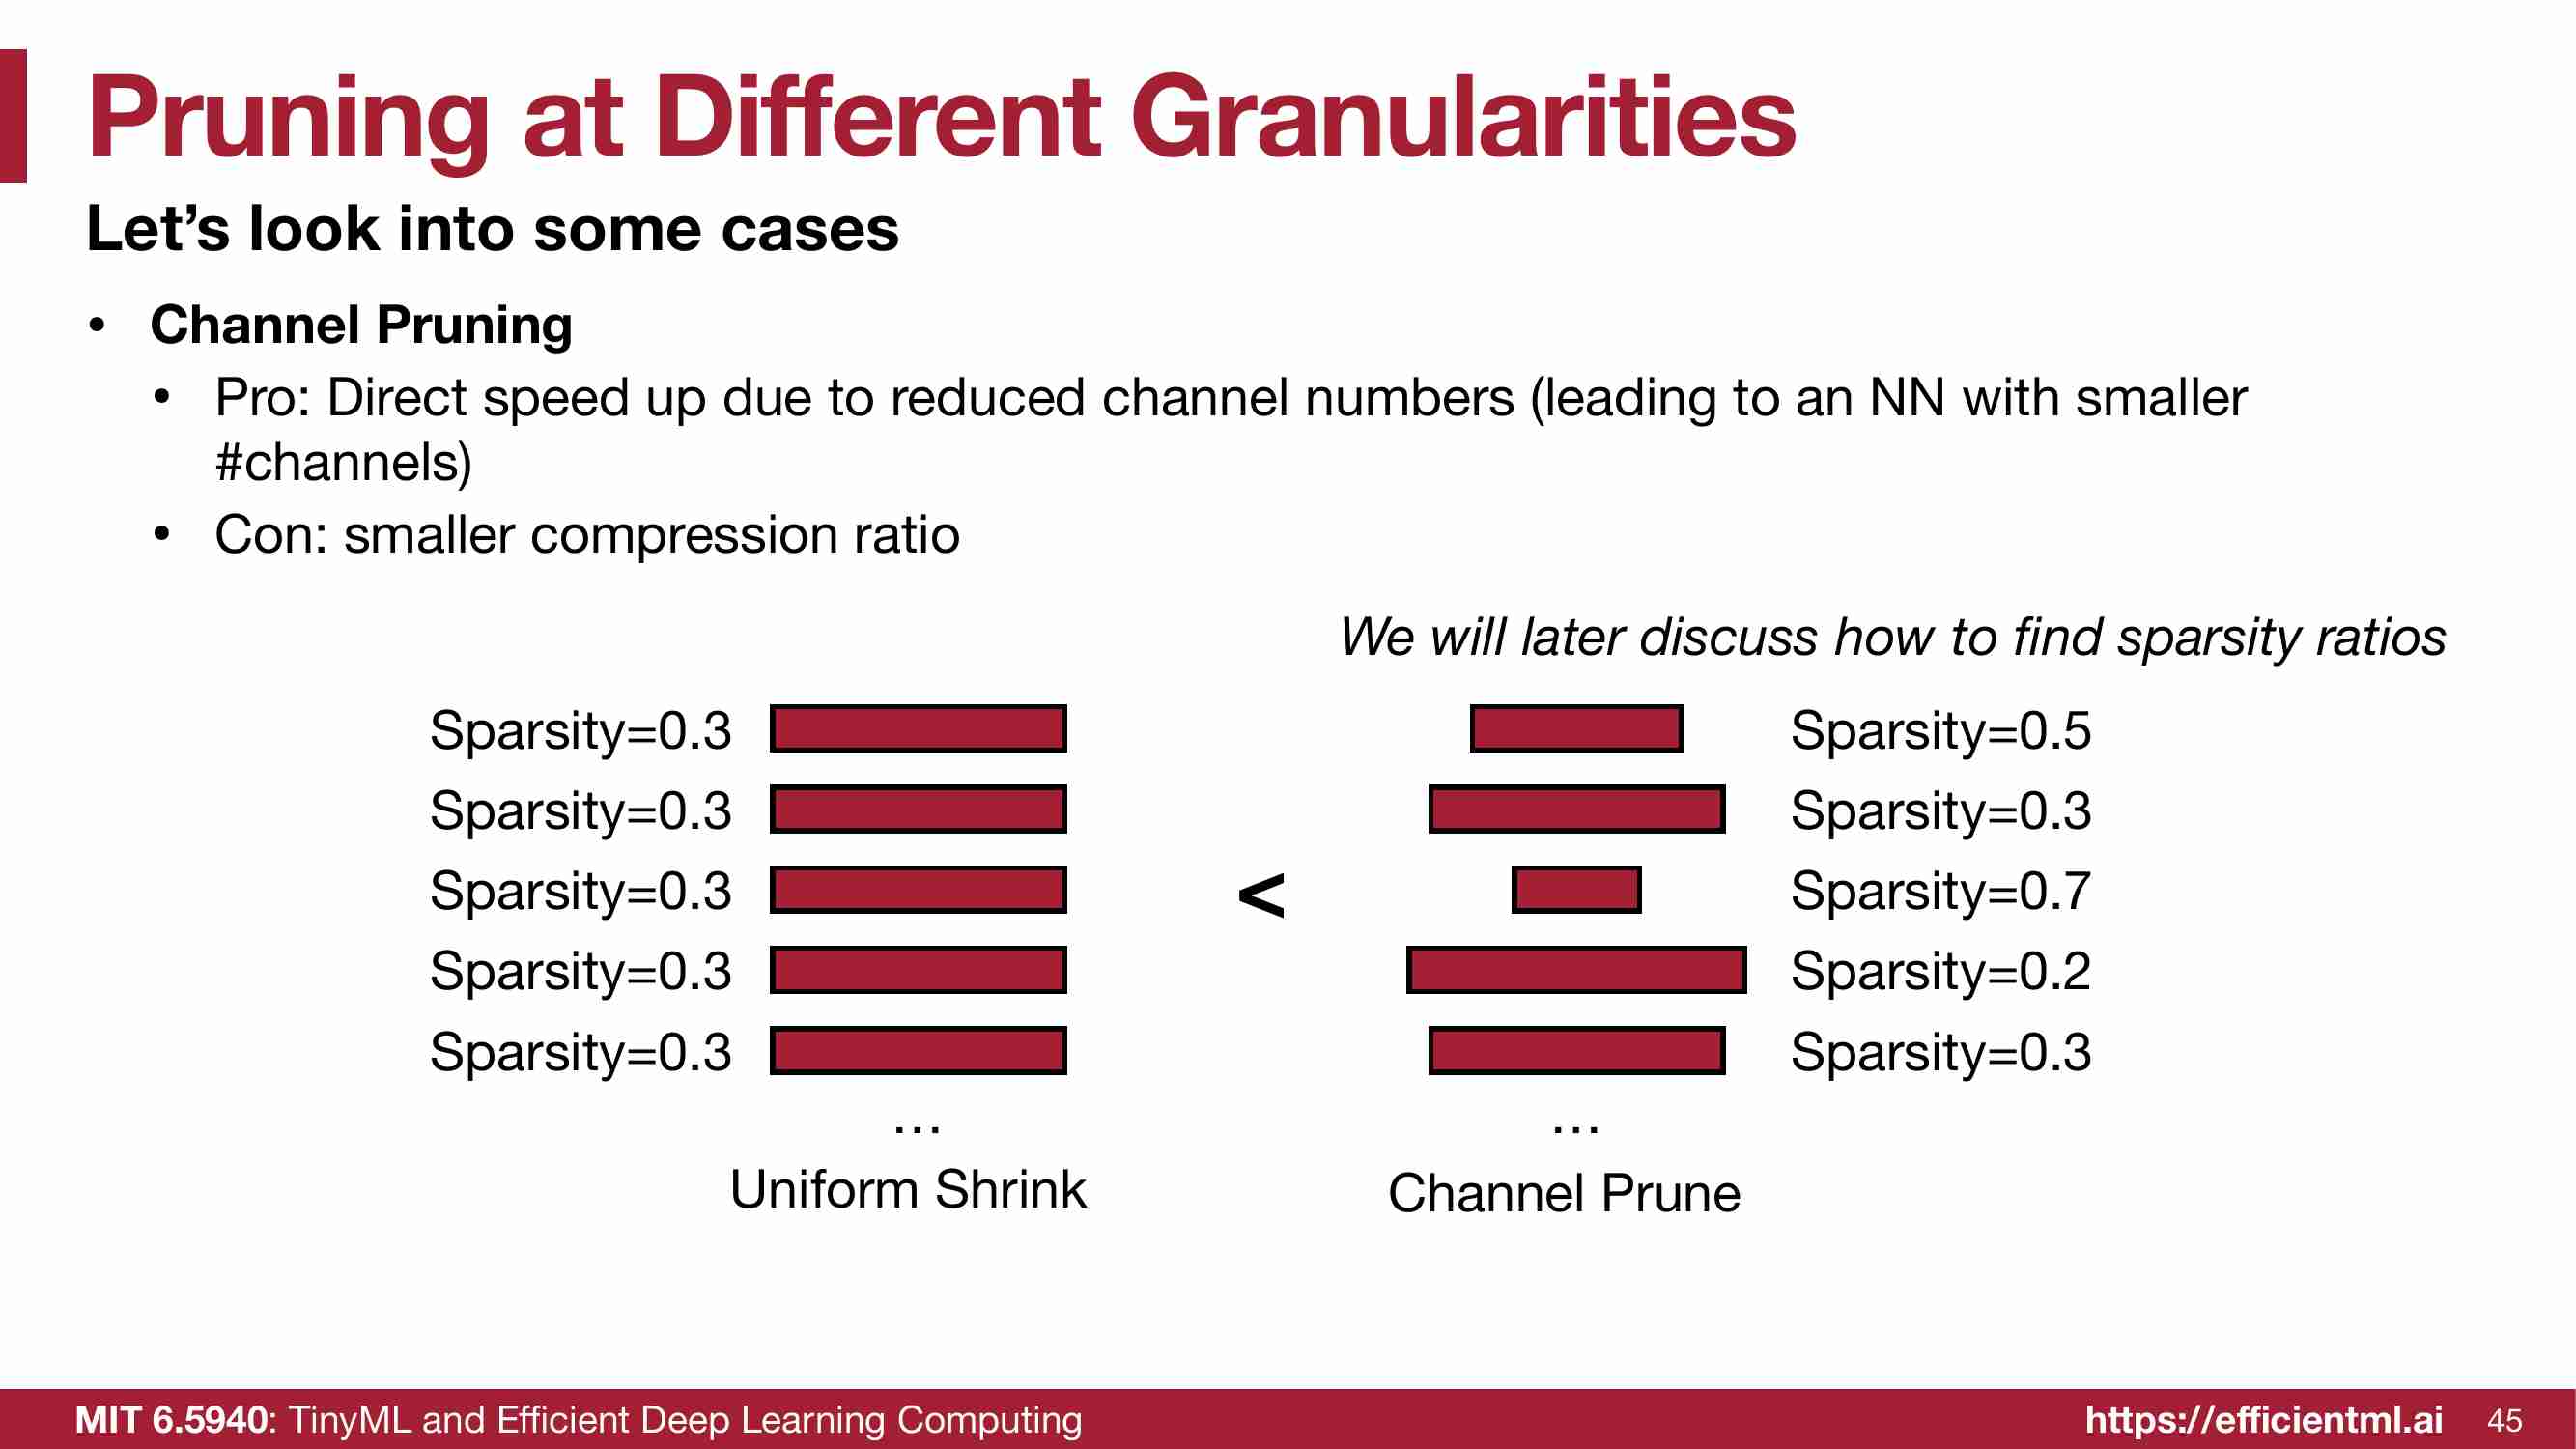 Pruning at Different Granularities
Let’s look into some cases
• Channel Pruning
• Pro: Direct speed up due to reduced channel numbers (leading to an NN with smaller
#channels)
• Con: smaller compression ratio
We will later discuss how to find sparsity ratios
Sparsity=0.3
Sparsity=0.3
Sparsity=0.3
Sparsity=0.3
Sparsity=0.3
...
Uniform Shrink
<
Sparsity=0.5
Sparsity=0.3
Sparsity=0.7
Sparsity=0.2
Sparsity=0.3
...
Channel Prune
MIT 6.5940: TinyML and Efficient Deep Learning Computing
https://efficientml.ai
45